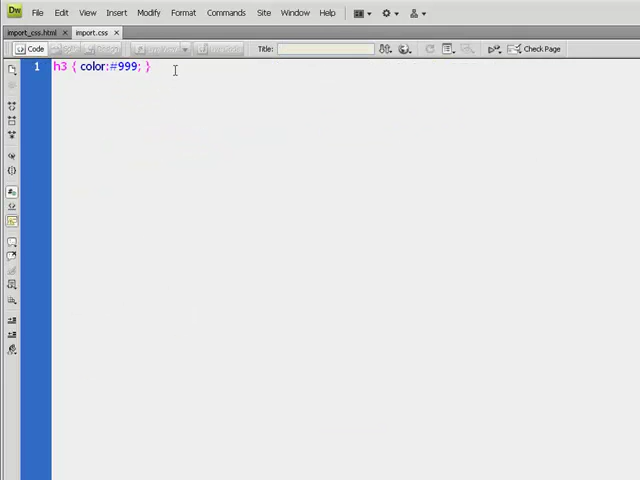 Dw File Edit View Insert Modify Format Commands Site Window Help
import_css.html × import.css ×
Code Title: Check Page
1 h3 { color:#999; }